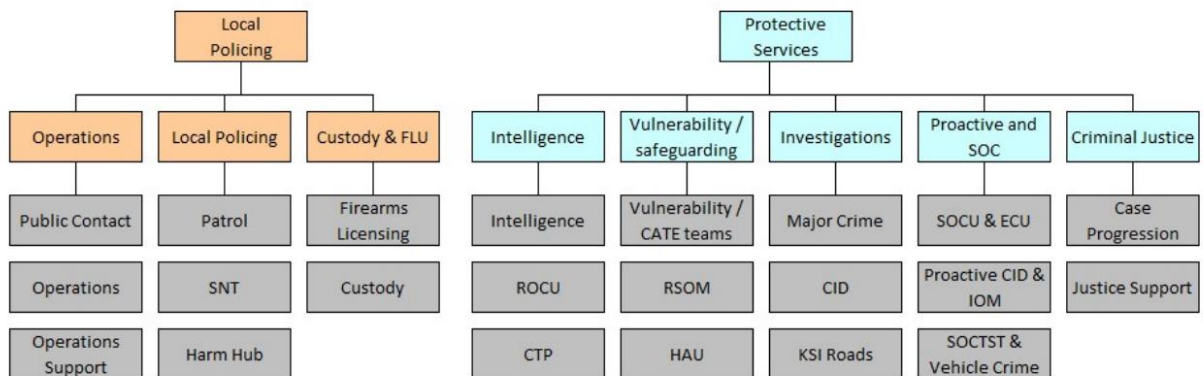 Local
Policing
Protective
Services
Operations
Local Policing
Custody & FLU
Intelligence
Vulnerability /
safeguarding
Investigations
Proactive and
SOC
Criminal Justice
Public Contact
Patrol
Firearms
Licensing
Intelligence
Vulnerability /
CATE teams
Major Crime
SOCU & ECU
Case
Progression
Operations
SNT
Custody
ROCU
RSOM
CID
Proactive CID &
IOM
Justice Support
Operations
Support
Harm Hub
CTP
HAU
KSI Roads
SOCTST &
Vehicle Crime